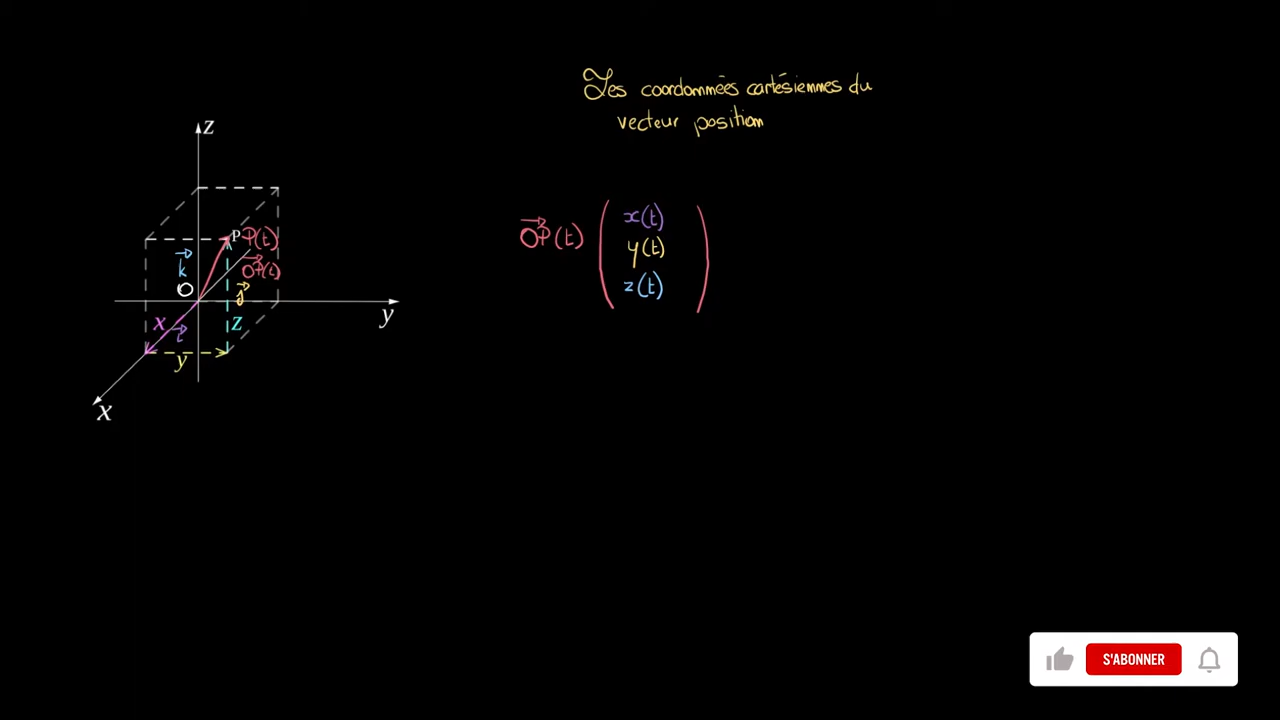 Les coordonnées cartésiennes du
vecteur position
z
P P(t)
k
OP(t)
O
j
x
i
z
y
y
x
OP(t) ( x(t)
y(t)
z(t) )
S'ABONNER